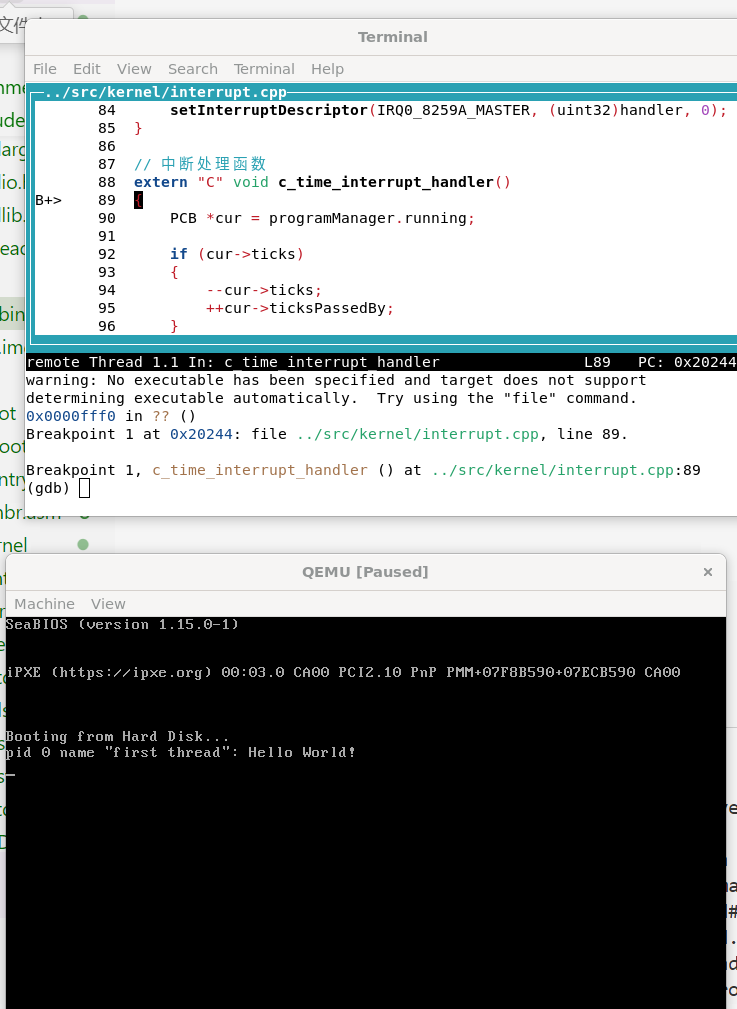 文件
Terminal
File Edit View Search Terminal Help
../src/kernel/interrupt.cpp
84 setInterruptDescriptor(IRQ0_8259A_MASTER, (uint32)handler, 0);
85 }
86
87 // 中断处理函数
88 extern "C" void c_time_interrupt_handler()
B+> 89 {
90 PCB *cur = programManager.running;
91
92 if (cur->ticks)
93 {
94 --cur->ticks;
95 ++cur->ticksPassedBy;
96 }
remote Thread 1.1 In: c_time_interrupt_handler L89 PC: 0x20244
warning: No executable has been specified and target does not support
determining executable automatically. Try using the "file" command.
0x0000fff0 in ?? ()
Breakpoint 1 at 0x20244: file ../src/kernel/interrupt.cpp, line 89.
Breakpoint 1, c_time_interrupt_handler () at ../src/kernel/interrupt.cpp:89
(gdb)
QEMU [Paused] ×
Machine View
SeaBIOS (version 1.15.0-1)
iPXE (https://ipxe.org) 00:03.0 CA00 PCI2.10 PnP PMM+07F8B590+07ECB590 CA00
Booting from Hard Disk...
pid 0 name "first thread": Hello World!